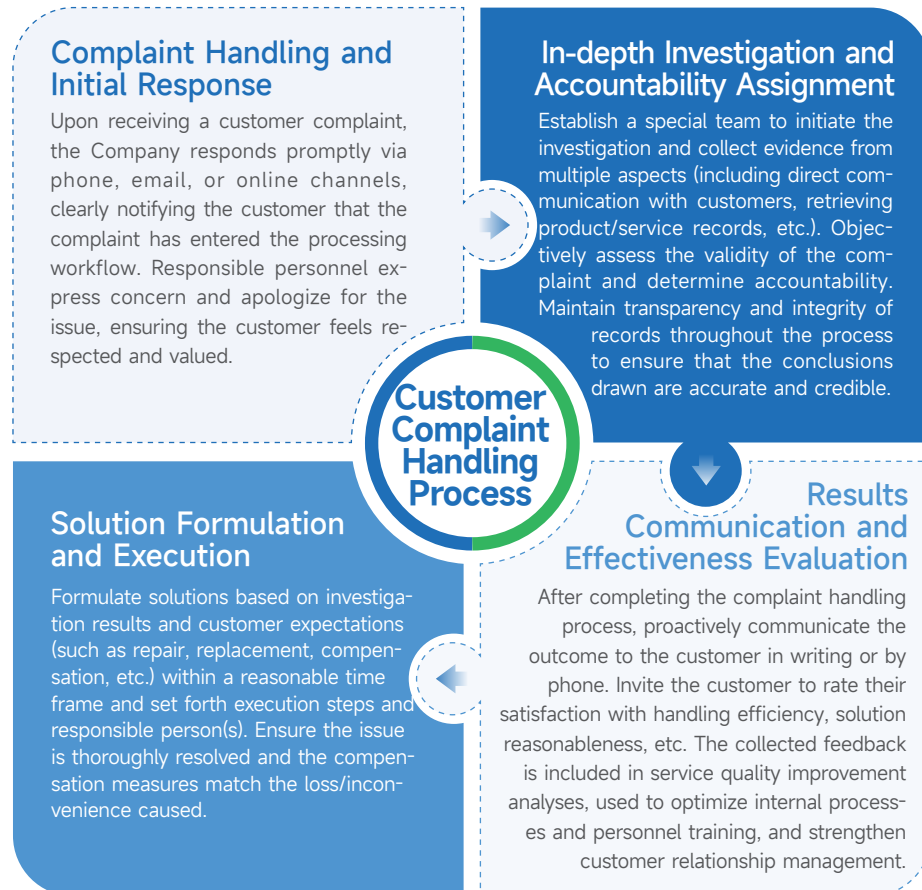 Complaint Handling and
Initial Response
Upon receiving a customer complaint,
the Company responds promptly via
phone, email, or online channels,
clearly notifying the customer that the
complaint has entered the processing
workflow. Responsible personnel ex-
press concern and apologize for the
issue, ensuring the customer feels re-
spected and valued.
In-depth Investigation and
Accountability Assignment
Establish a special team to initiate the
investigation and collect evidence from
multiple aspects (including direct com-
munication with customers, retrieving
product/service records, etc.). Objec-
tively assess the validity of the com-
plaint and determine accountability.
Maintain transparency and integrity of
records throughout the process
to ensure that the conclusions
drawn are accurate and credible.
Customer
Complaint
Handling
Process
Results
Communication and
Effectiveness Evaluation
After completing the complaint handling
process, proactively communicate the
outcome to the customer in writing or by
phone. Invite the customer to rate their
satisfaction with handling efficiency, solution
reasonableness, etc. The collected feedback
is included in service quality improvement
analyses, used to optimize internal process-
es and personnel training, and strengthen
customer relationship management.
Solution Formulation
and Execution
Formulate solutions based on investiga-
tion results and customer expectations
(such as repair, replacement, compen-
sation, etc.) within a reasonable time
frame and set forth execution steps and
responsible person(s). Ensure the issue
is thoroughly resolved and the compen-
sation measures match the loss/incon-
venience caused.